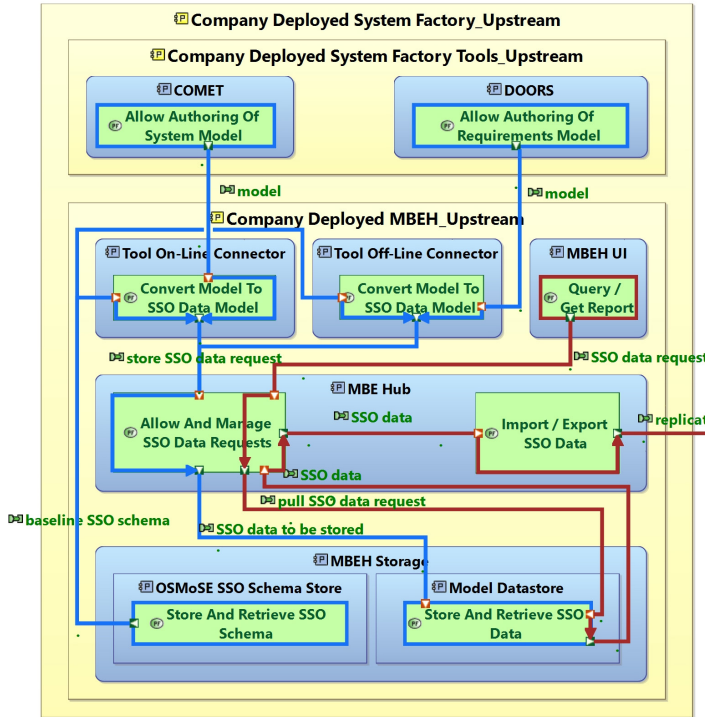 Company Deployed System Factory_Upstream
Company Deployed System Factory Tools_Upstream
COMET
DOORS
Allow Authoring Of
System Model
Allow Authoring Of
Requirements Model
model
model
Company Deployed MBEH_Upstream
Tool On-Line Connector
Tool Off-Line Connector
MBEH UI
Convert Model To
SSO Data Model
Convert Model To
SSO Data Model
Query /
Get Report
store SSO data request
SSO data request
MBE Hub
Allow And Manage
SSO Data Requests
SSO data
Import / Export
SSO Data
replicat
SSO data
pull SSO data request
baseline SSO schema
SSO data to be stored
MBEH Storage
OSMoSE SSO Schema Store
Model Datastore
Store And Retrieve SSO
Schema
Store And Retrieve SSO
Data